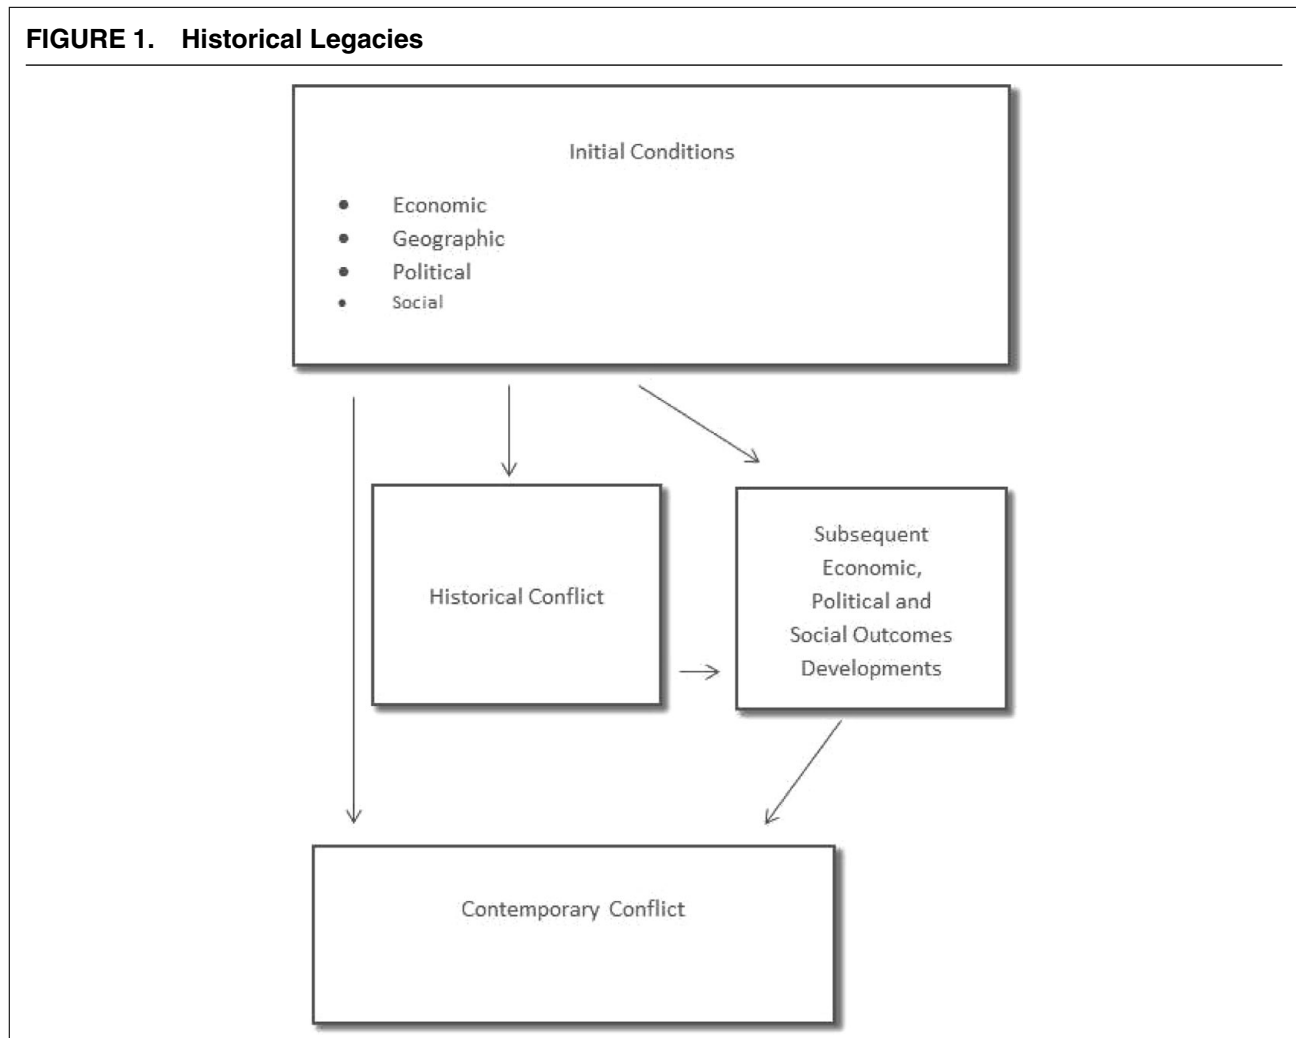 FIGURE 1. Historical Legacies
Initial Conditions
• Economic
• Geographic
• Political
• Social
Historical Conflict
Subsequent
Economic,
Political and
Social Outcomes
Developments
Contemporary Conflict